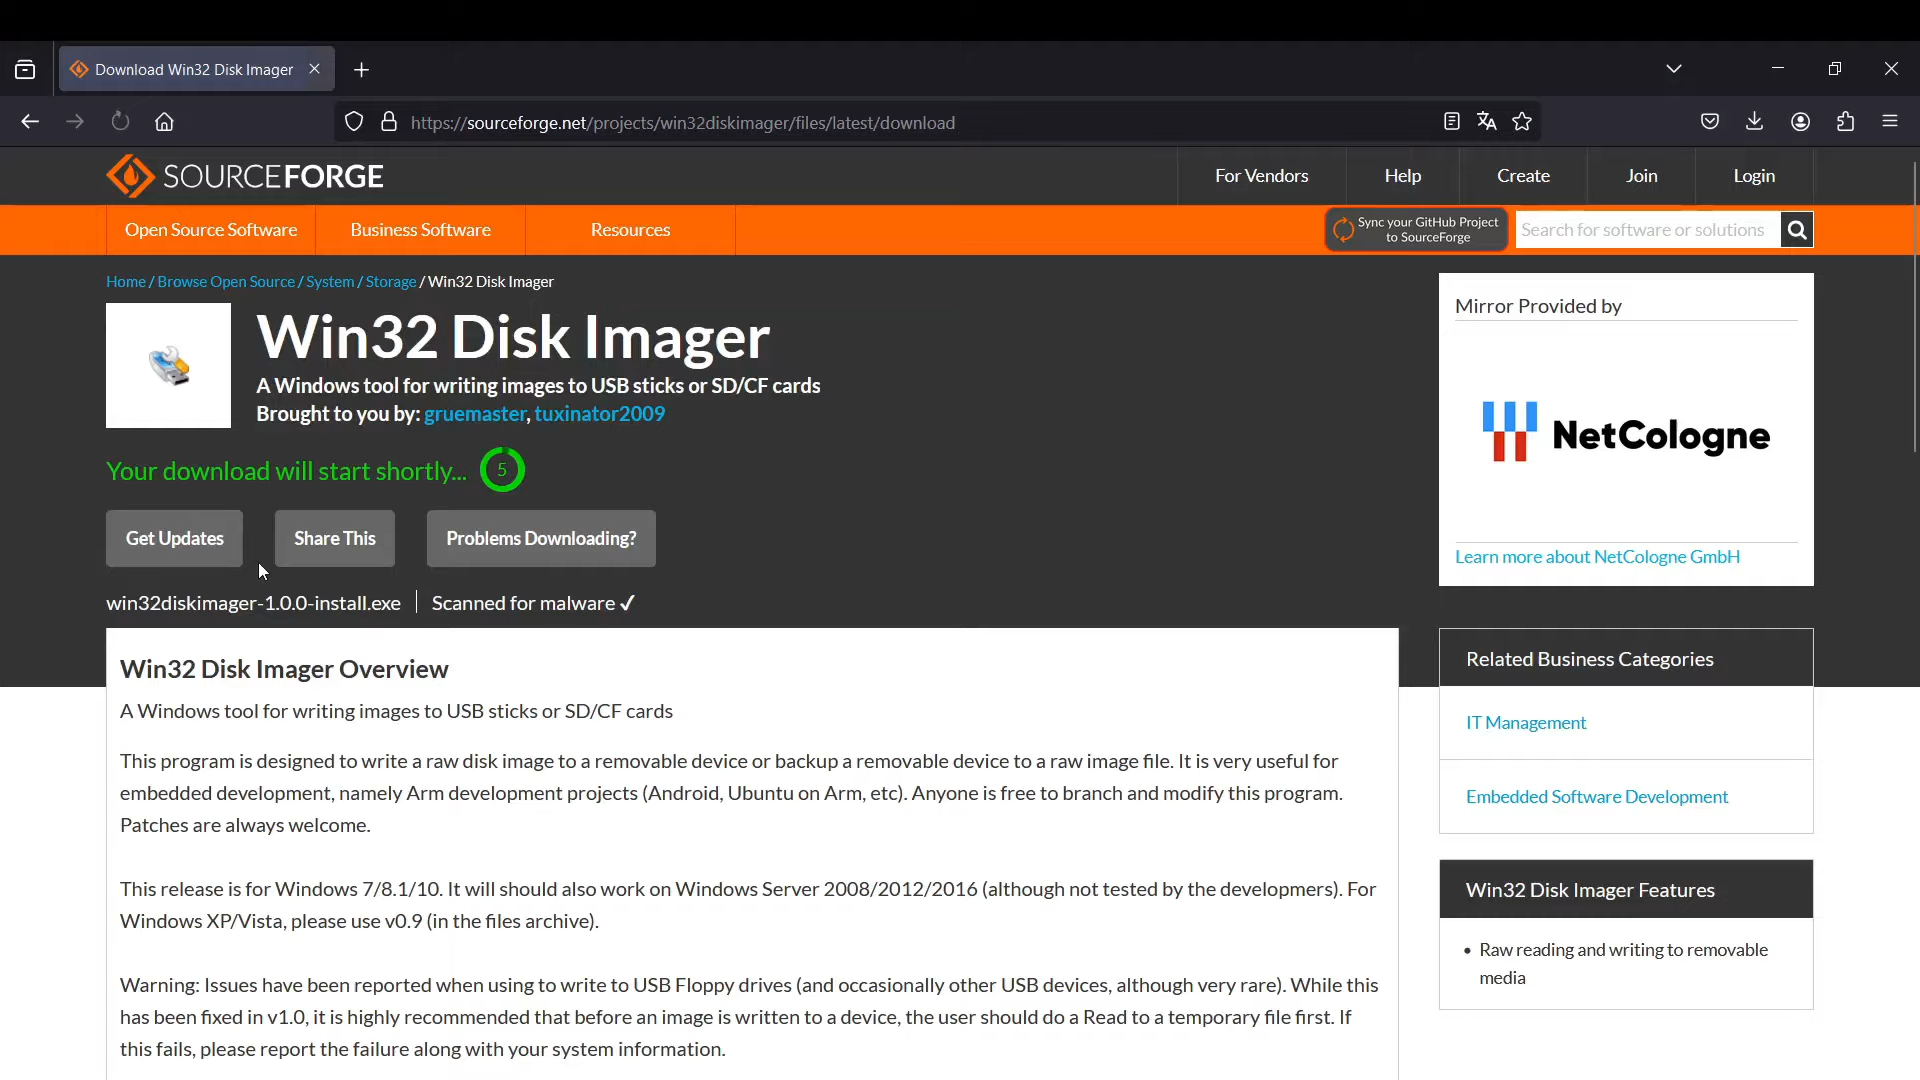 Download Win32 Disk Imager
https://sourceforge.net/projects/win32diskimager/files/latest/download
SOURCEFORGE
For Vendors
Help
Create
Join
Login
Open Source Software
Business Software
Resources
Sync your GitHub Project
to SourceForge
Search for software or solutions
Home / Browse Open Source / System / Storage / Win32 Disk Imager
Win32 Disk Imager
A Windows tool for writing images to USB sticks or SD/CF cards
Brought to you by: gruemaster, tuxinator2009
Your download will start shortly... 5
Get Updates
Share This
Problems Downloading?
win32diskimager-1.0.0-install.exe
Scanned for malware ✓
Mirror Provided by
NetCologne
Learn more about NetCologne GmbH
Win32 Disk Imager Overview
A Windows tool for writing images to USB sticks or SD/CF cards
This program is designed to write a raw disk image to a removable device or backup a removable device to a raw image file. It is very useful for
embedded development, namely Arm development projects (Android, Ubuntu on Arm, etc). Anyone is free to branch and modify this program.
Patches are always welcome.
This release is for Windows 7/8.1/10. It will should also work on Windows Server 2008/2012/2016 (although not tested by the developmers). For
Windows XP/Vista, please use v0.9 (in the files archive).
Warning: Issues have been reported when using to write to USB Floppy drives (and occasionally other USB devices, although very rare). While this
has been fixed in v1.0, it is highly recommended that before an image is written to a device, the user should do a Read to a temporary file first. If
this fails, please report the failure along with your system information.
Related Business Categories
IT Management
Embedded Software Development
Win32 Disk Imager Features
• Raw reading and writing to removable
media